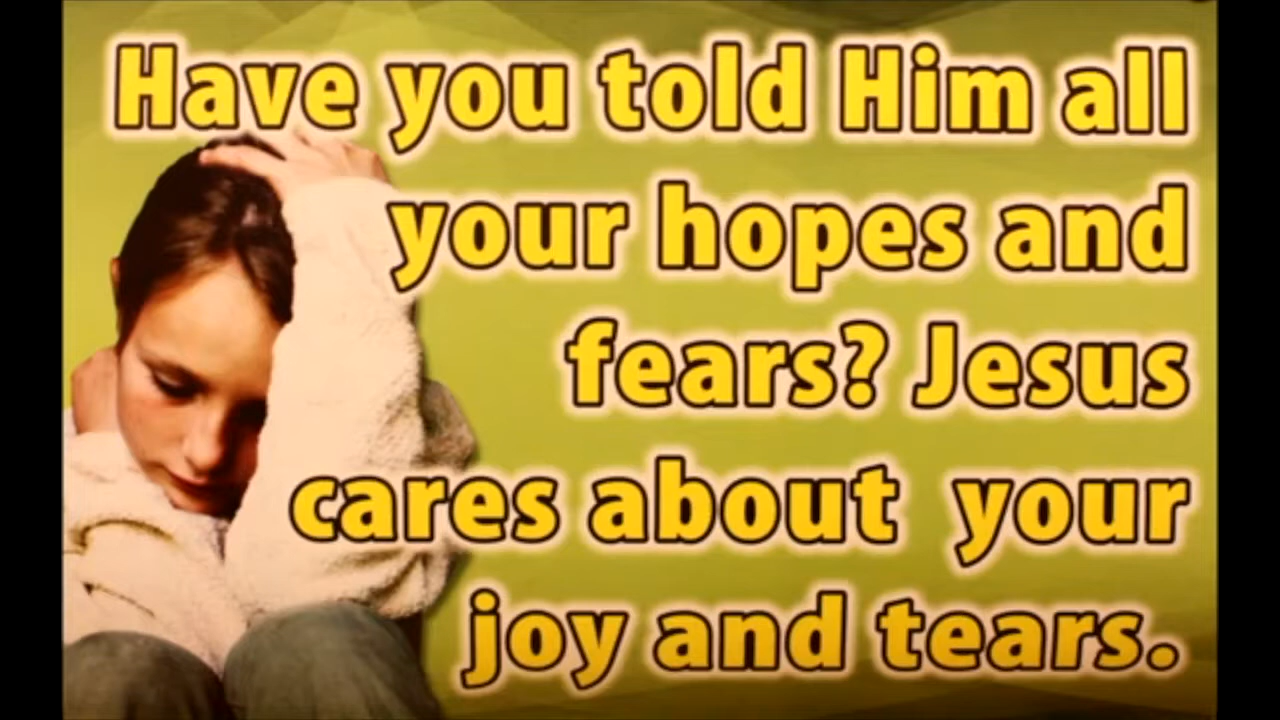 Have you told Him all
your hopes and
fears? Jesus
cares about  your
joy and tears.